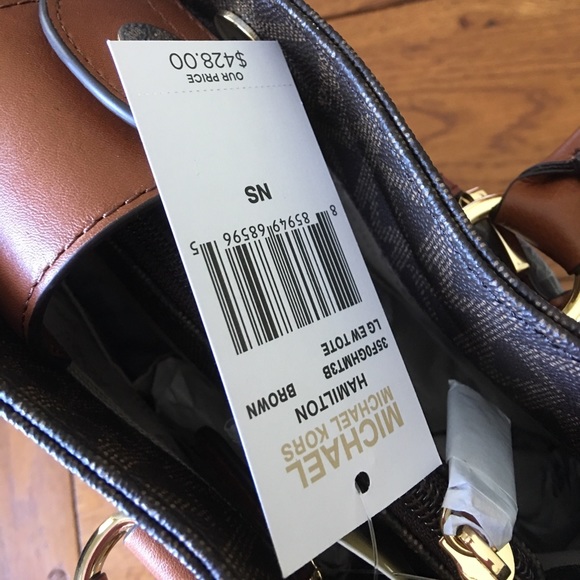 MICHAEL
MICHAEL KORS
HAMILTON
35F0GHMT3B BROWN
LG EW TOTE
8 85949 68596 5
NS
OUR PRICE
$428.00